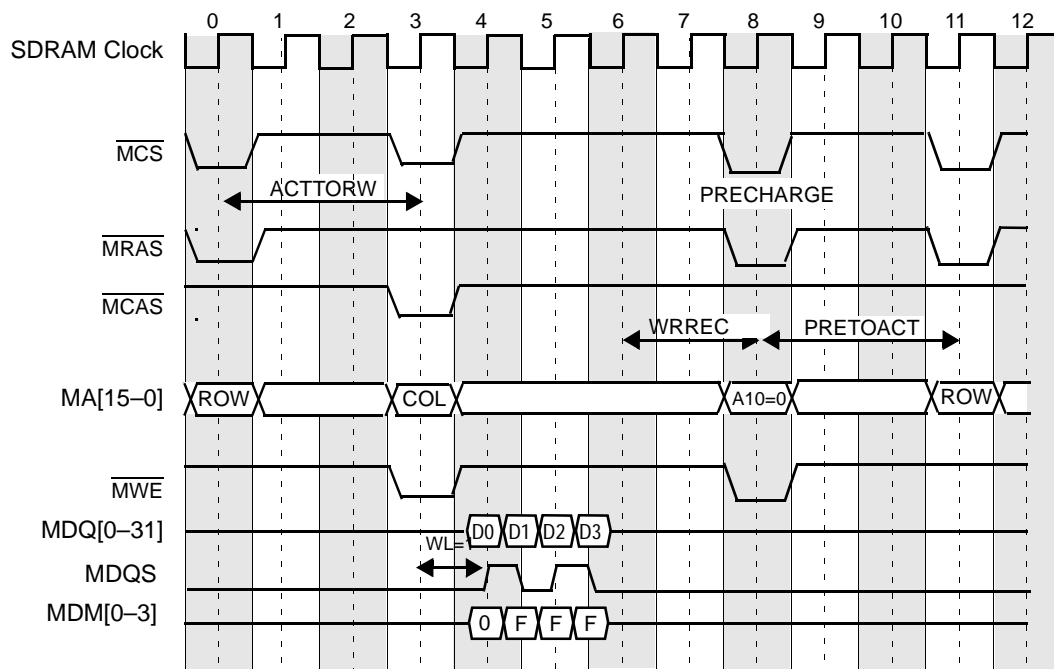 0 1 2 3 4 5 6 7 8 9 10 11 12
SDRAM Clock
MCS
ACTTORW
PRECHARGE
MRAS
MCAS
WRREC PRETOACT
MA[15–0] ROW COL A10=0 ROW
MWE
MDQ[0–31] D0 D1 D2 D3
WL=1
MDQS
MDM[0–3] 0 F F F